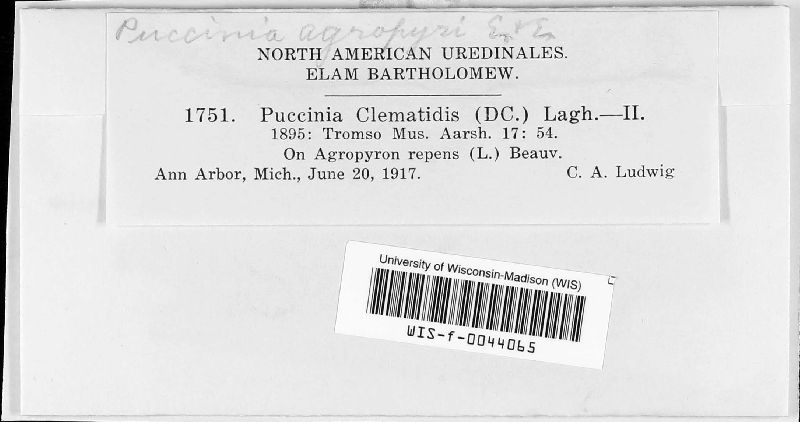 Puccinia agropyri E. & E.
NORTH AMERICAN UREDINALES.
ELAM BARTHOLOMEW.
1751. Puccinia Clematidis (DC.) Lagh.—II.
1895: Tromso Mus. Aarsh. 17: 54.
On Agropyron repens (L.) Beauv.
Ann Arbor, Mich., June 20, 1917. C. A. Ludwig
University of Wisconsin-Madison (WIS)
WIS-f-0044065